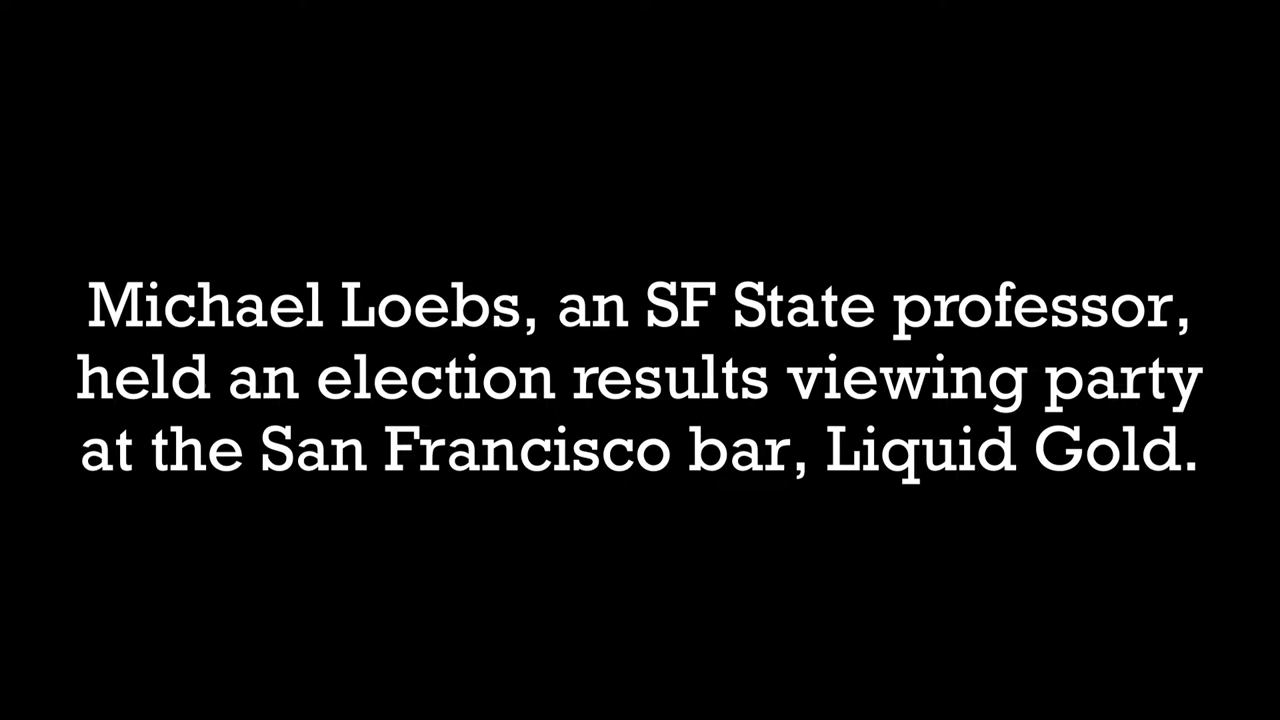 Michael Loebs, an SF State professor,
held an election results viewing party
at the San Francisco bar, Liquid Gold.